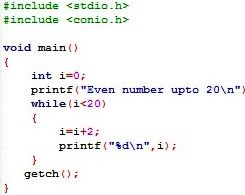 #include <stdio.h>
#include <conio.h>
void main()
{
int i=0;
printf("Even number upto 20\n")
while(i<20)
{
i=i+2;
printf("%d\n",i);
}
getch();
}